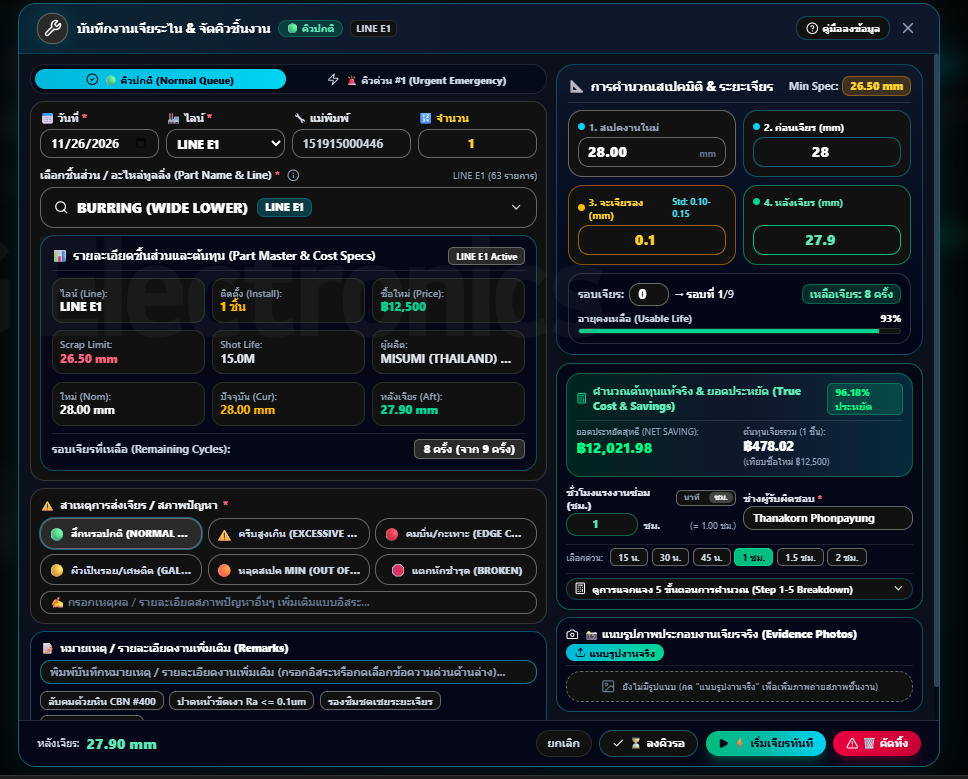 บันทึกงานเจียระไน & จัดคิวชิ้นงาน
คิวปกติ
LINE E1
คู่มือลงข้อมูล
คิวปกติ (Normal Queue)
คิวด่วน #1 (Urgent Emergency)
วันที่ *
ไลน์ *
แม่พิมพ์
จำนวน
11/26/2026
LINE E1
151915000446
1
เลือกชิ้นส่วน / อะไหล่ทูลลิ่ง (Part Name & Line) *
LINE E1 (63 รายการ)
BURRING (WIDE LOWER)
LINE E1
รายละเอียดชิ้นส่วนและต้นทุน (Part Master & Cost Specs)
LINE E1 Active
ไลน์ (Line):
LINE E1
ติดตั้ง (Install):
1 ชิ้น
ซื้อใหม่ (Price):
฿12,500
Scrap Limit:
26.50 mm
Shot Life:
15.0M
ผู้ผลิต:
MISUMI (THAILAND) ...
ใหม่ (Nom):
28.00 mm
ปัจจุบัน (Cur):
28.00 mm
หลังเจียร (Aft):
27.90 mm
รอบเจียรที่เหลือ (Remaining Cycles):
8 ครั้ง (จาก 9 ครั้ง)
สาเหตุการส่งเจียร / สภาพปัญหา *
สึกหรอปกติ (NORMAL ...
ครีบสูงเกิน (EXCESSIVE ...
คมบิ่น/กะเทาะ (EDGE C...
ผิวเป็นรอย/เศษติด (GAL...
หลุดสเปค MIN (OUT OF...
แตกหักชำรุด (BROKEN)
กรอกเหตุผล / รายละเอียดสภาพปัญหาอื่นๆ เพิ่มเติมแบบอิสระ...
หมายเหตุ / รายละเอียดงานเพิ่มเติม (Remarks)
พิมพ์บันทึกหมายเหตุ / รายละเอียดงานเพิ่มเติม (กรอกอิสระหรือกดเลือกข้อความด่วนด้านล่าง)...
ลับคมด้วยหิน CBN #400
ปาดหน้าขัดเงา Ra <= 0.1um
รองชิมชดเชยระยะเจียร
การคำนวณสเปคมิติ & ระยะเจียร
Min Spec:
26.50 mm
1. สเปคงานใหม่
28.00
mm
2. ก่อนเจียร (mm)
28
3. จะเจียรลง (mm)
Std: 0.10-0.15
0.1
4. หลังเจียร (mm)
27.9
รอบเจียร:
0
→ รอบที่ 1/9
เหลือเจียร: 8 ครั้ง
อายุคงเหลือ (Usable Life)
93%
คำนวณต้นทุนแท้จริง & ยอดประหยัด (True Cost & Savings)
96.18% ประหยัด
ยอดประหยัดสุทธิ (NET SAVING):
฿12,021.98
ต้นทุนเจียรรวม (1 ชิ้น):
฿478.02
(เทียบซื้อใหม่ ฿12,500)
ชั่วโมงแรงงานซ่อม (ชม.)
นาที
ชม.
ช่างผู้รับผิดชอบ *
1
ชม.
(= 1.00 ชม.)
Thanakorn Phonpayung
เลือกด่วน:
15 น.
30 น.
45 น.
1 ชม.
1.5 ชม.
2 ชม.
ดูการแจกแจง 5 ขั้นตอนการคำนวณ (Step 1-5 Breakdown)
แนบรูปภาพประกอบงานเจียรจริง (Evidence Photos)
แนบรูปงานจริง
ยังไม่มีรูปแนบ (กด "แนบรูปงานจริง" เพื่อเพิ่มภาพถ่ายสภาพชิ้นงาน)
หลังเจียร: 27.90 mm
ยกเลิก
ลงคิวรอ
เริ่มเจียรทันที
คัดทิ้ง